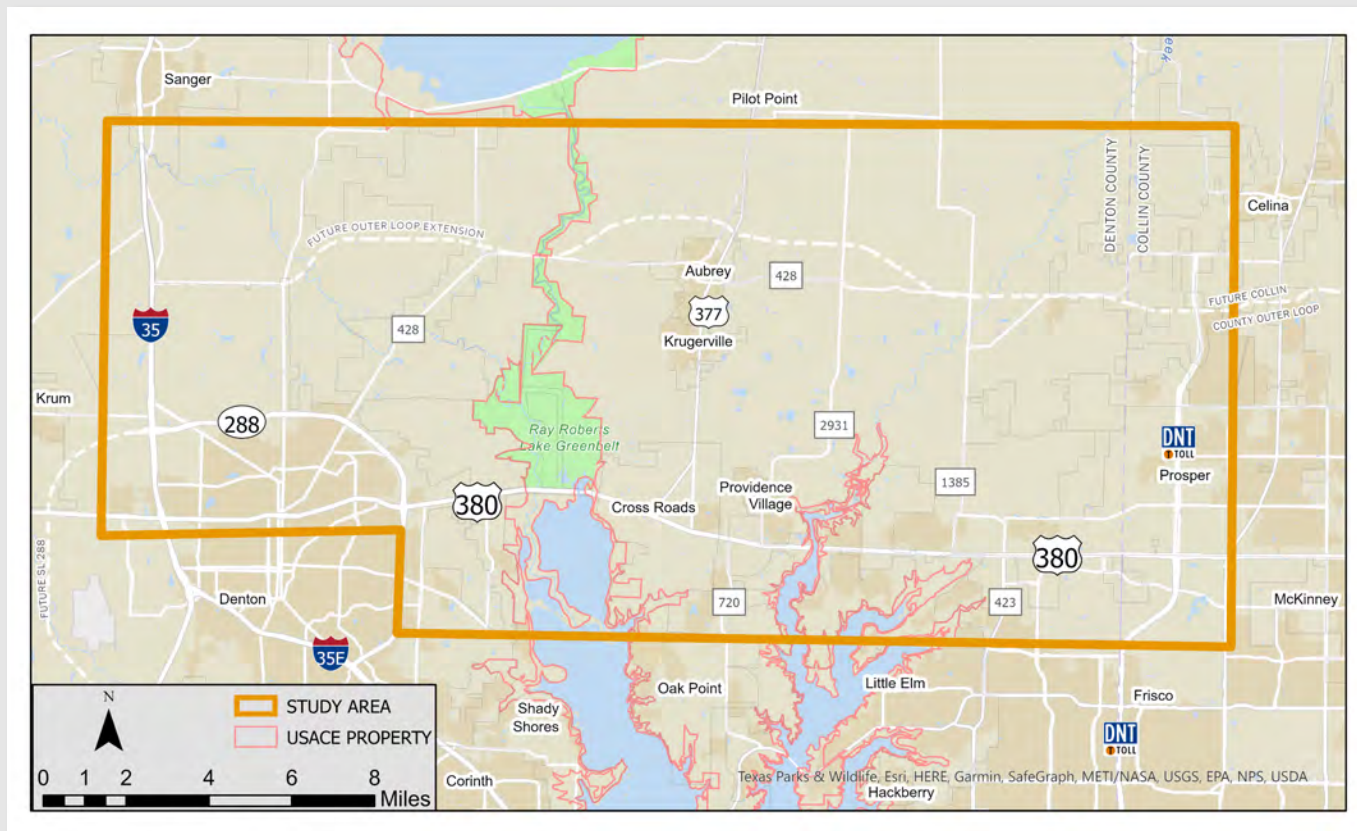 eek
Sanger
Pilot Point
DENTON COUNTY
COLLIN COUNTY
Celina
FUTURE OUTER LOOP EXTENSION
Aubrey
428
FUTURE COLLIN
COUNTY OUTER LOOP
35
428
377
Krugerville
Krum
288
2931
Ray Roberts
Lake Greenbelt
DNT
TOLL
Prosper
380
Cross Roads
Providence
Village
1385
380
FUTURE SL 288
Denton
720
423
McKinney
35E
Oak Point
Little Elm
Frisco
Shady
Shores
DNT
TOLL
Corinth
Hackberry
N
STUDY AREA
USACE PROPERTY
0 1 2 4 6 8
Miles
Texas Parks & Wildlife, Esri, HERE, Garmin, SafeGraph, METI/NASA, USGS, EPA, NPS, USDA